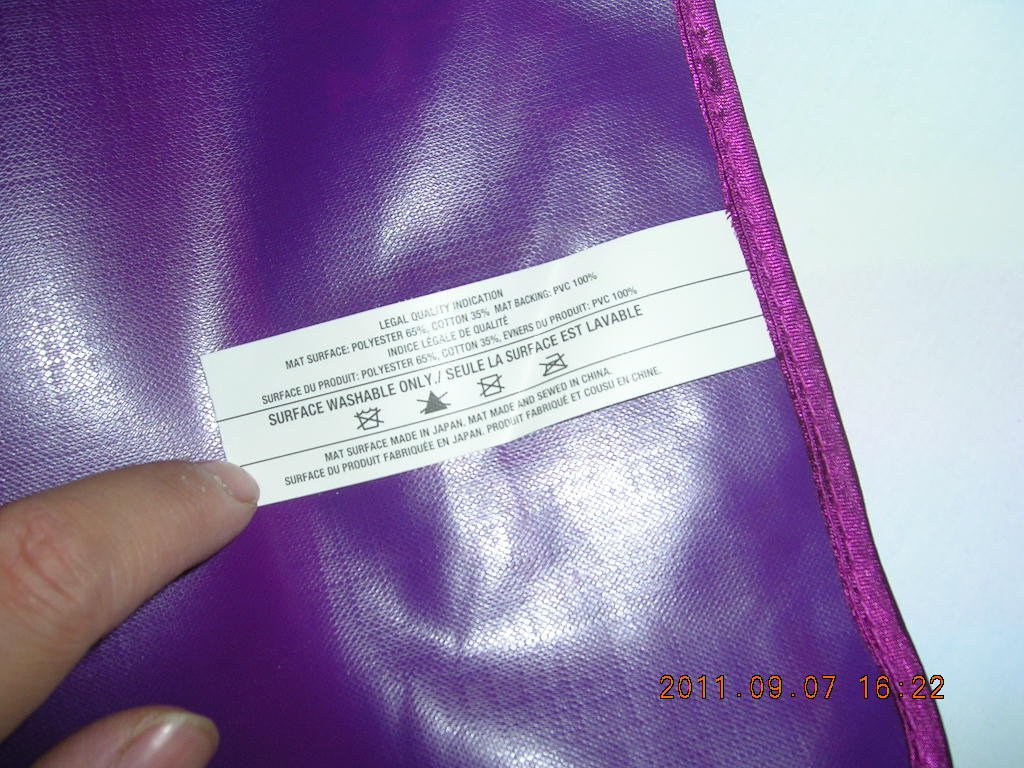 LEGAL QUALITY INDICATION
MAT SURFACE: POLYESTER 65%, COTTON 35% MAT BACKING: PVC 100%
INDICE LÉGALE DE QUALITÉ
SURFACE DU PRODUIT: POLYESTER 65%, COTTON 35%, EVNERS DU PRODUIT: PVC 100%
SURFACE WASHABLE ONLY./ SEULE LA SURFACE EST LAVABLE
MAT SURFACE MADE IN JAPAN. MAT MADE AND SEWED IN CHINA.
SURFACE DU PRODUIT FABRIQUÉE EN JAPAN. PRODUIT FABRIQUÉ ET COUSU EN CHINE.
2011.09.07 16:22